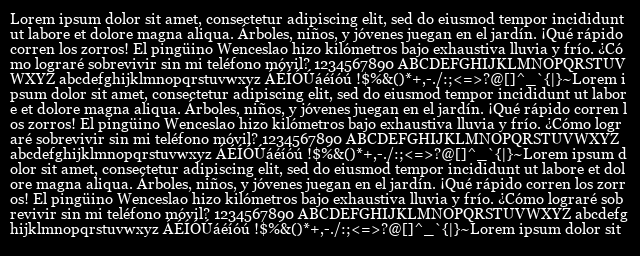 Lorem ipsum dolor sit amet, consectetur adipiscing elit, sed do eiusmod tempor incididunt
ut labore et dolore magna aliqua. Árboles, niños, y jóvenes juegan en el jardín. ¡Qué rápido
corren los zorros! El pingüino Wenceslao hizo kilómetros bajo exhaustiva lluvia y frío. ¿Có
mo lograré sobrevivir sin mi teléfono móvil? 1234567890 ABCDEFGHIJKLMNOPQRSTUV
WXYZ abcdefghijklmnopqrstuvwxyz ÁÉÍÓÚáéíóú !$%&()*+,-./:;<=>?@[]^_`{|}~Lorem i
psum dolor sit amet, consectetur adipiscing elit, sed do eiusmod tempor incididunt ut labor
e et dolore magna aliqua. Árboles, niños, y jóvenes juegan en el jardín. ¡Qué rápido corren l
os zorros! El pingüino Wenceslao hizo kilómetros bajo exhaustiva lluvia y frío. ¿Cómo logr
aré sobrevivir sin mi teléfono móvil? 1234567890 ABCDEFGHIJKLMNOPQRSTUVWXYZ
abcdefghijklmnopqrstuvwxyz ÁÉÍÓÚáéíóú !$%&()*+,-./:;<=>?@[]^_`{|}~Lorem ipsum d
olor sit amet, consectetur adipiscing elit, sed do eiusmod tempor incididunt ut labore et dol
ore magna aliqua. Árboles, niños, y jóvenes juegan en el jardín. ¡Qué rápido corren los zorr
os! El pingüino Wenceslao hizo kilómetros bajo exhaustiva lluvia y frío. ¿Cómo lograré sob
revivir sin mi teléfono móvil? 1234567890 ABCDEFGHIJKLMNOPQRSTUVWXYZ abcdefg
hijklmnopqrstuvwxyz ÁÉÍÓÚáéíóú !$%&()*+,-./:;<=>?@[]^_`{|}~Lorem ipsum dolor sit